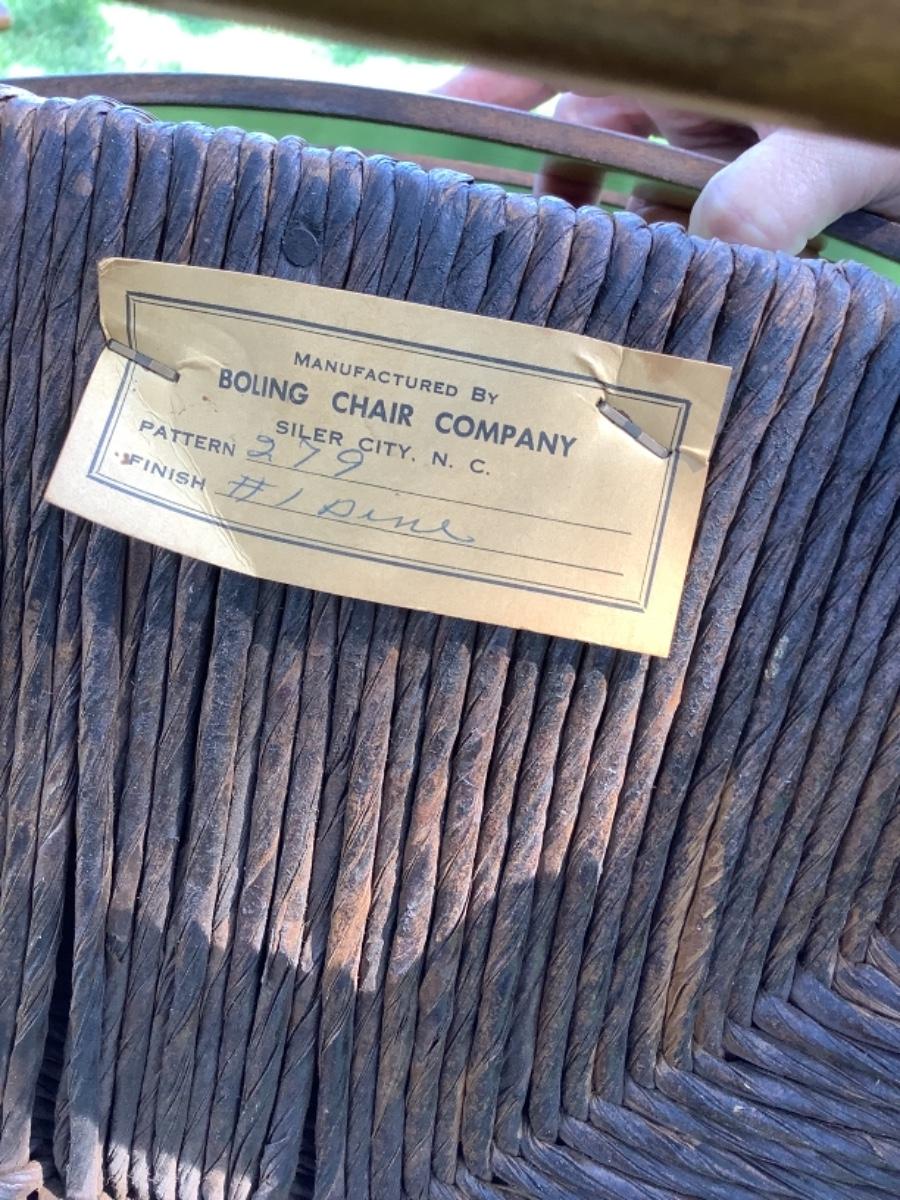 MANUFACTURED BY
BOLING CHAIR COMPANY
SILER CITY, N. C.
PATTERN 279
FINISH #1 Pine